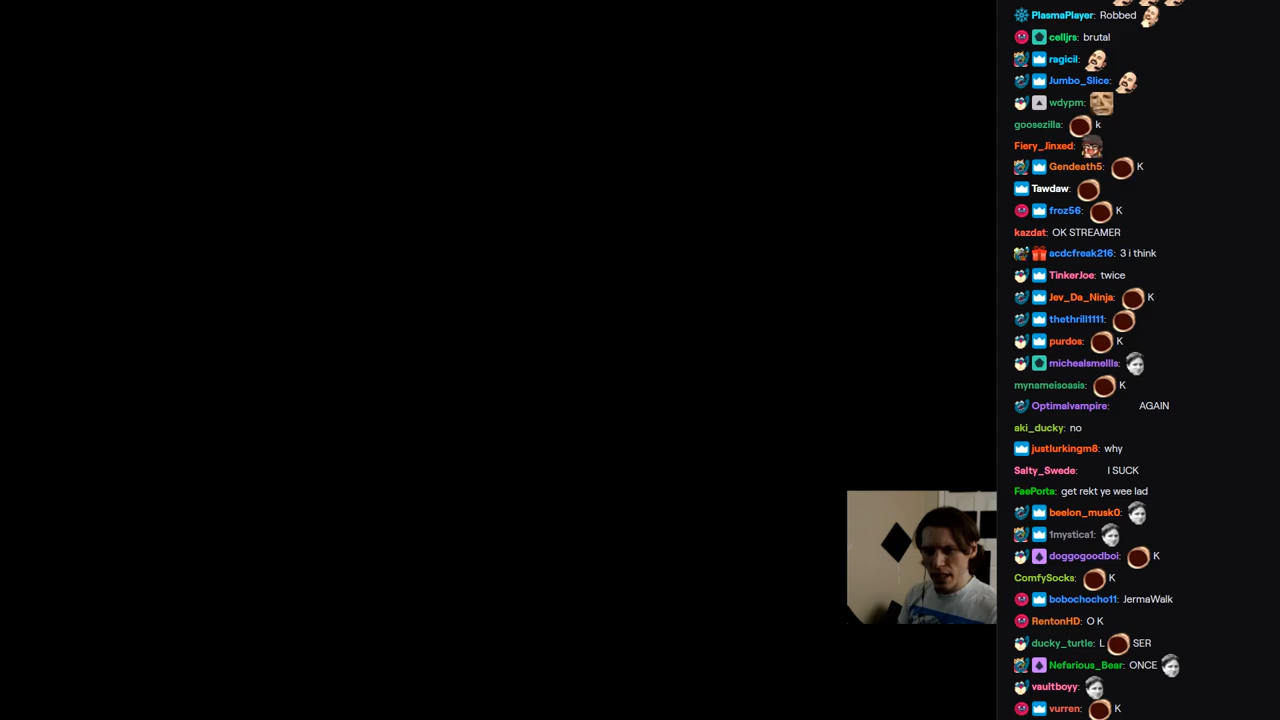 PlasmaPlayer: Robbed
celljrs: brutal
ragicil:
Jumbo_Slice:
wdypm:
goosezilla: k
Fiery_Jinxed:
Gendeath5: K
Tawdaw:
froz56: K
kazdat: OK STREAMER
acdcfreak216: 3 i think
TinkerJoe: twice
Jev_Da_Ninja: K
thethrill1111:
purdos: K
michealsmellls:
mynameisoasis: K
Optimalvampire: AGAIN
aki_ducky: no
justlurkingm8: why
Salty_Swede: I SUCK
FaePorta: get rekt ye wee lad
beelon_musk0:
1mystica1:
doggogoodboi: K
ComfySocks: K
bobochocho11: JermaWalk
RentonHD: O K
ducky_turtle: L SER
Nefarious_Bear: ONCE
vaultboyy:
vurren: K